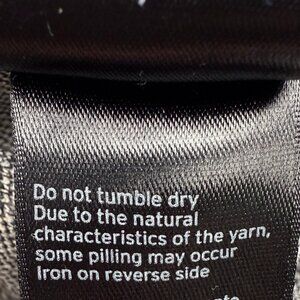 Do not tumble dry
Due to the natural
characteristics of the yarn,
some pilling may occur
Iron on reverse side